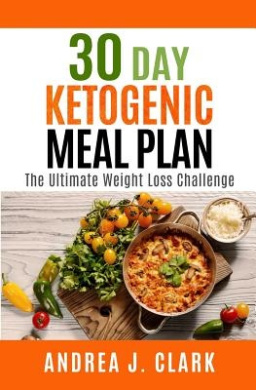 30 DAY
KETOGENIC
MEAL PLAN
The Ultimate Weight Loss Challenge
ANDREA J. CLARK